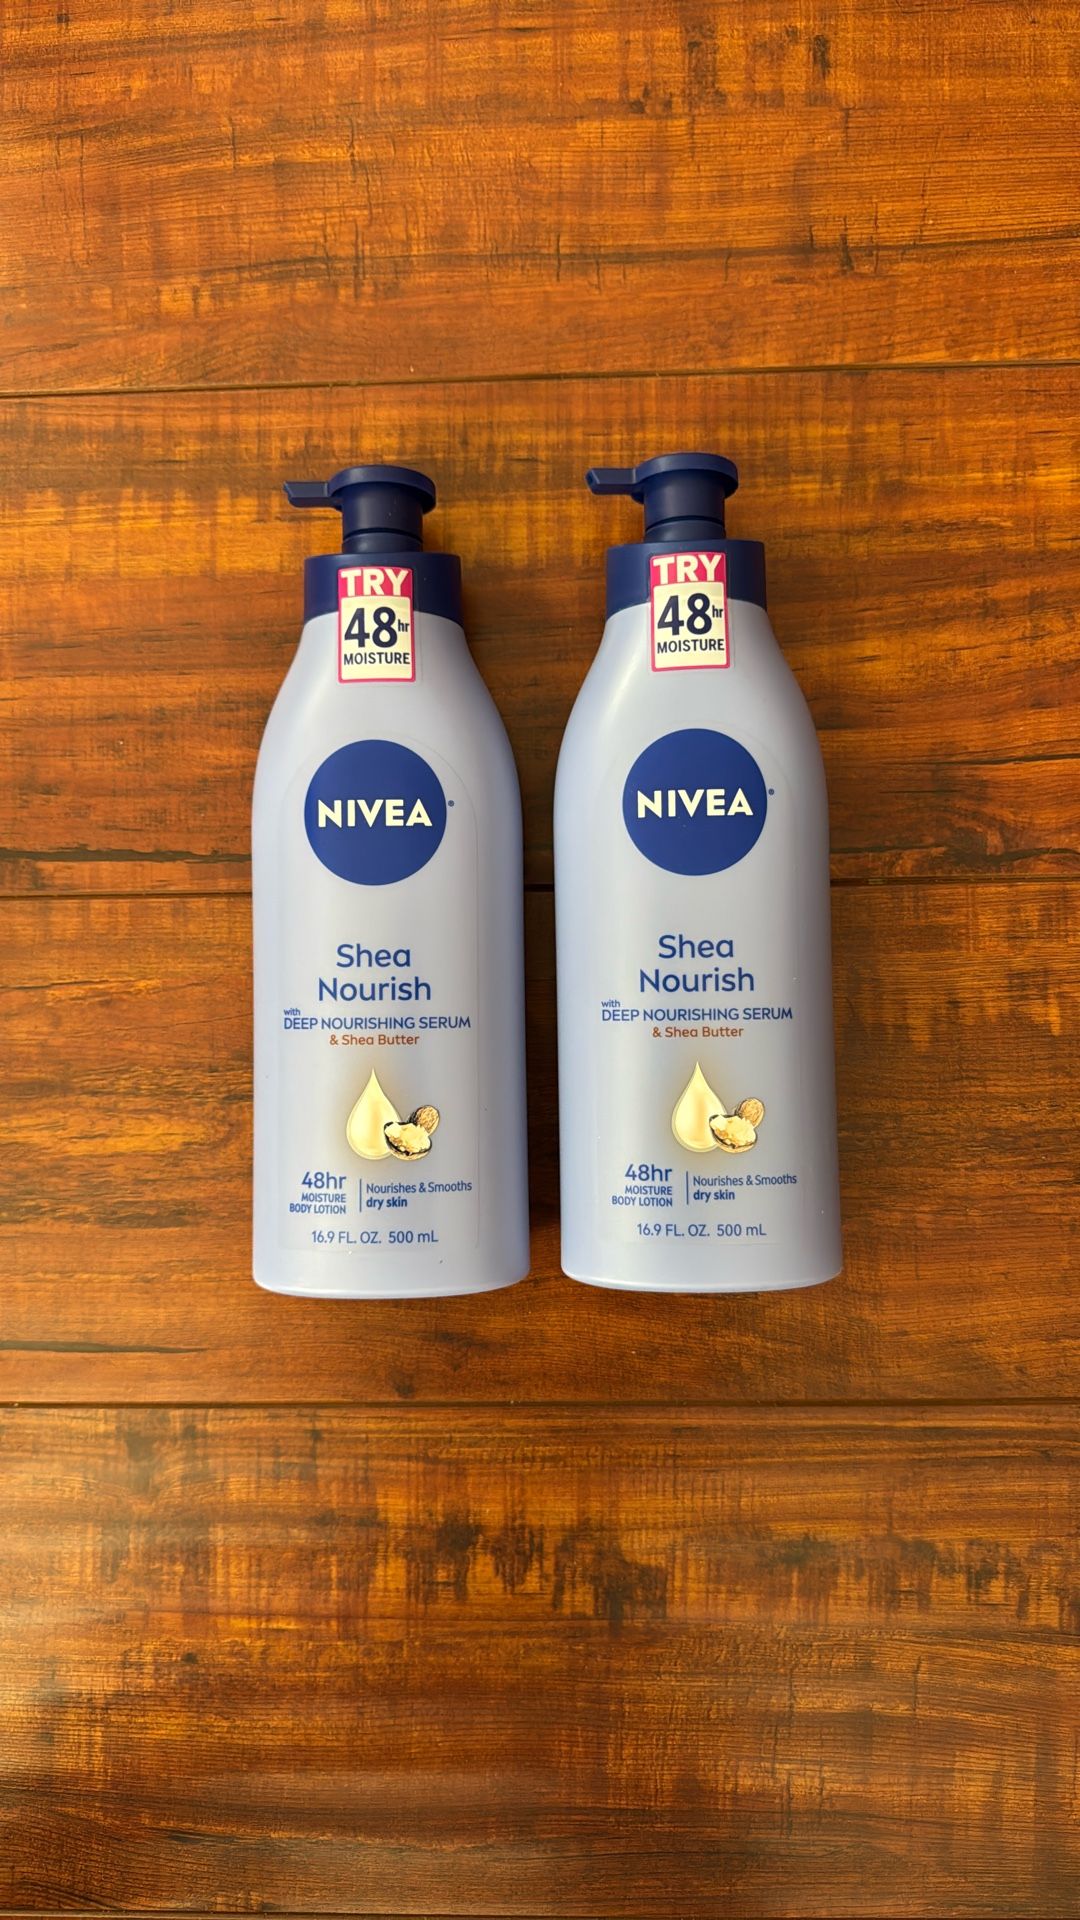 TRY
48hr
MOISTURE
NIVEA®
Shea
Nourish
with
DEEP NOURISHING SERUM
& Shea Butter
48hr
MOISTURE
BODY LOTION
Nourishes & Smooths
dry skin
16.9 FL. OZ. 500 mL
TRY
48hr
MOISTURE
NIVEA®
Shea
Nourish
with
DEEP NOURISHING SERUM
& Shea Butter
48hr
MOISTURE
BODY LOTION
Nourishes & Smooths
dry skin
16.9 FL. OZ. 500 mL